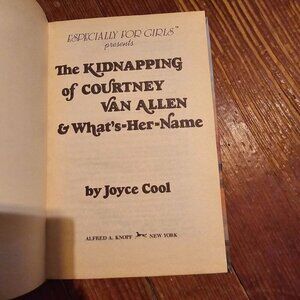 ESPECIALLY FOR GIRLS™
presents
The KIDNAPPING
of COURTNEY
VAN ALLEN
& What's-Her-Name
by Joyce Cool
ALFRED A. KNOPF NEW YORK